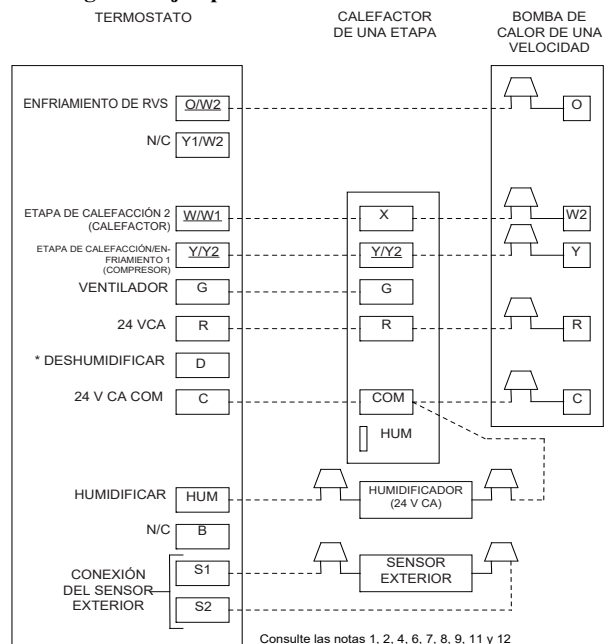 TERMOSTATO
CALEFACTOR
DE UNA ETAPA
BOMBA DE
CALOR DE UNA
VELOCIDAD
ENFRIAMIENTO DE RVS O/W2 O
N/C Y1/W2
ETAPA DE CALEFACCIÓN 2
(CALEFACTOR)
W/W1 X W2
ETAPA DE CALEFACCIÓN/EN-
FRIAMIENTO 1
(COMPRESOR)
Y/Y2 Y/Y2 Y
VENTILADOR G G
24 VCA R R R
* DESHUMIDIFICAR D
24 V CA COM C COM C
HUM
HUMIDIFICAR HUM
HUMIDIFICADOR
(24 V CA)
N/C B
CONEXIÓN
DEL SENSOR
EXTERIOR
S1
SENSOR
EXTERIOR
S2
Consulte las notas 1, 2, 4, 6, 7, 8, 9, 11 y 12